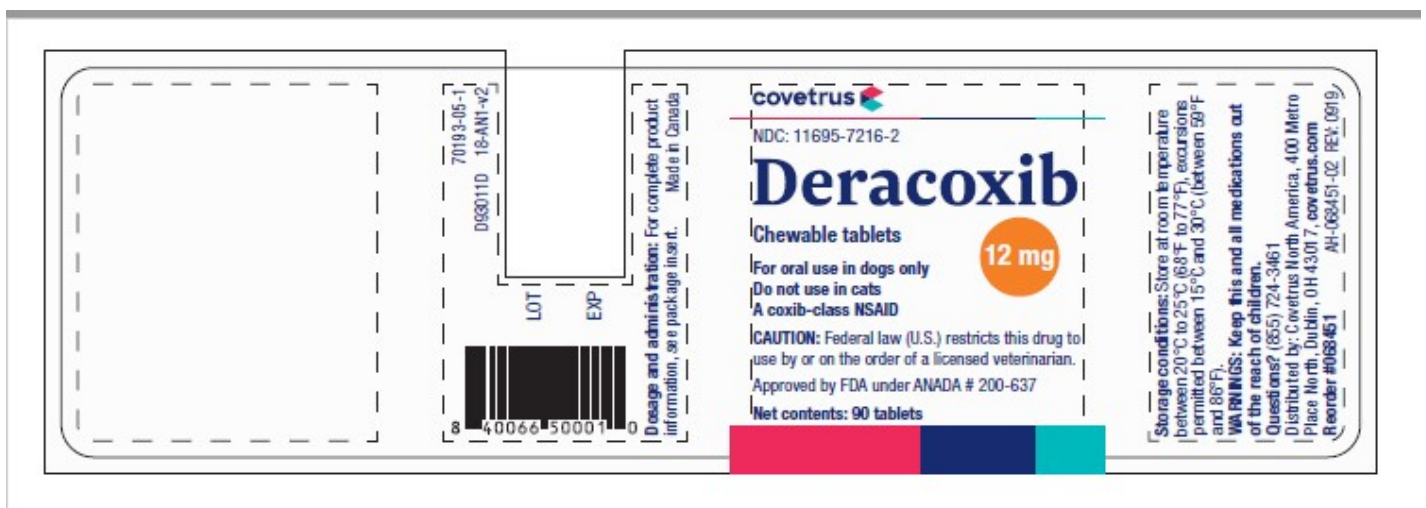 70193-05-1
D93011D 18-AN1-v2
LOT
EXP
8 40066 50001 0
Dosage and administration: For complete product
information, see package insert. Made in Canada
covetrus
NDC: 11695-7216-2
Deracoxib
Chewable tablets
12 mg
For oral use in dogs only
Do not use in cats
A coxib-class NSAID
CAUTION: Federal law (U.S.) restricts this drug to
use by or on the order of a licensed veterinarian.
Approved by FDA under ANADA # 200-637
Net contents: 90 tablets
Storage conditions: Store at room temperature
between 20°C to 25°C (68°F to 77°F), excursions
permitted between 15°C and 30°C (between 59°F
and 86°F).
WARNINGS: Keep this and all medications out
of the reach of children.
Questions? (855) 724-3461
Distributed by: Covetrus North America, 400 Metro
Place North, Dublin, OH 43017, covetrus.com
Reorder #068451 AH-068451-02 REV: 0919